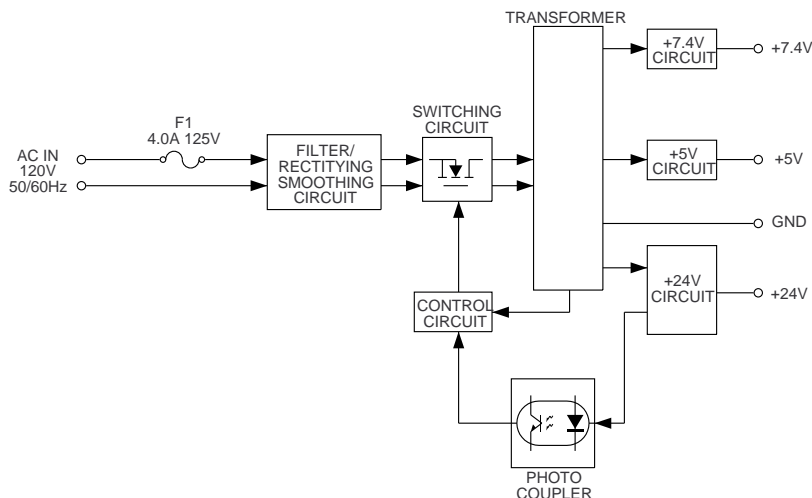 TRANSFORMER
+7.4V
CIRCUIT
+7.4V
F1
4.0A 125V
SWITCHING
CIRCUIT
AC IN
120V
50/60Hz
FILTER/
RECTITYING
SMOOTHING
CIRCUIT
+5V
CIRCUIT
+5V
GND
+24V
CIRCUIT
+24V
CONTROL
CIRCUIT
PHOTO
COUPLER